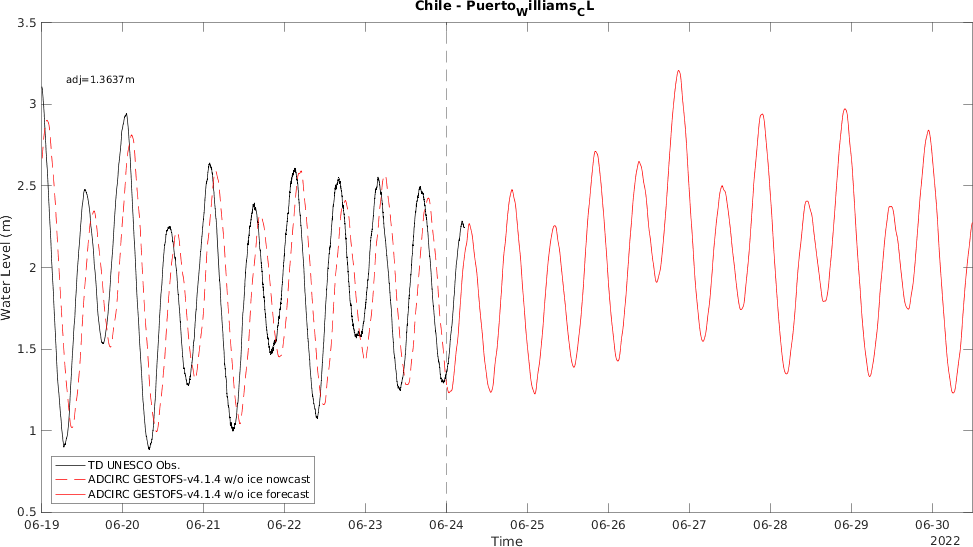 Chile - PuertoWilliamsCL
adj=1.3637m
Water Level (m)
3.5
3
2.5
2
1.5
1
0.5
TD UNESCO Obs.
ADCIRC GESTOFS-v4.1.4 w/o ice nowcast
ADCIRC GESTOFS-v4.1.4 w/o ice forecast
06-19 06-20 06-21 06-22 06-23 06-24 06-25 06-26 06-27 06-28 06-29 06-30
Time
2022